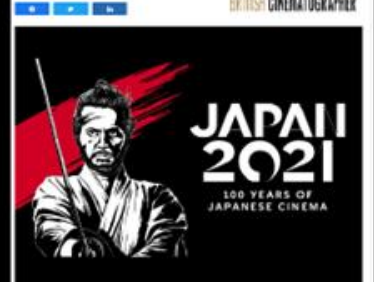 BRITISH CINEMATOGRAPHER
JAPAN
2021
100 YEARS OF
JAPANESE CINEMA